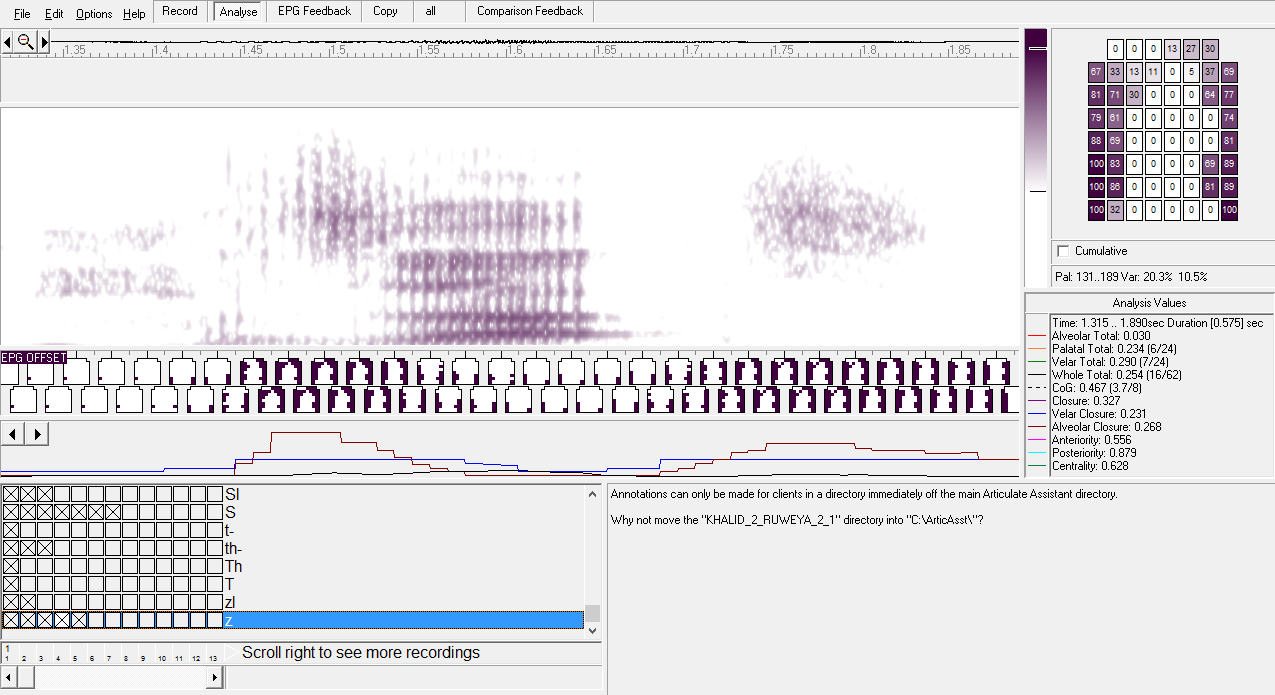 File Edit Options Help Record Analyse EPG Feedback Copy all Comparison Feedback
1.35 1.4 1.45 1.5 1.55 1.6 1.65 1.7 1.75 1.8 1.85
0 0 0 13 27 30
67 33 13 11 0 5 37 69
81 71 30 0 0 0 64 77
79 61 0 0 0 0 0 74
88 69 0 0 0 0 0 81
100 83 0 0 0 0 69 89
100 86 0 0 0 0 81 89
100 32 0 0 0 0 0 100
Cumulative
Pal: 131..189 Var: 20.3% 10.5%
Analysis Values
Time: 1.315 .. 1.890sec Duration [0.575] sec
Alveolar Total: 0.030
Palatal Total: 0.234 (6/24)
Velar Total: 0.290 (7/24)
Whole Total: 0.254 (16/62)
CoG: 0.467 (3.7/8)
Closure: 0.327
Velar Closure: 0.231
Alveolar Closure: 0.268
Anteriority: 0.556
Posteriority: 0.879
Centrality: 0.628
EPG OFFSET
SI
S
t-
th-
Th
T
zI
z
1
1 2 3 4 5 6 7 8 9 10 11 12 13
Scroll right to see more recordings
Annotations can only be made for clients in a directory immediately off the main Articulate Assistant directory.
Why not move the "KHALID_2_RUWEYA_2_1" directory into "C:\ArticAsst\"?